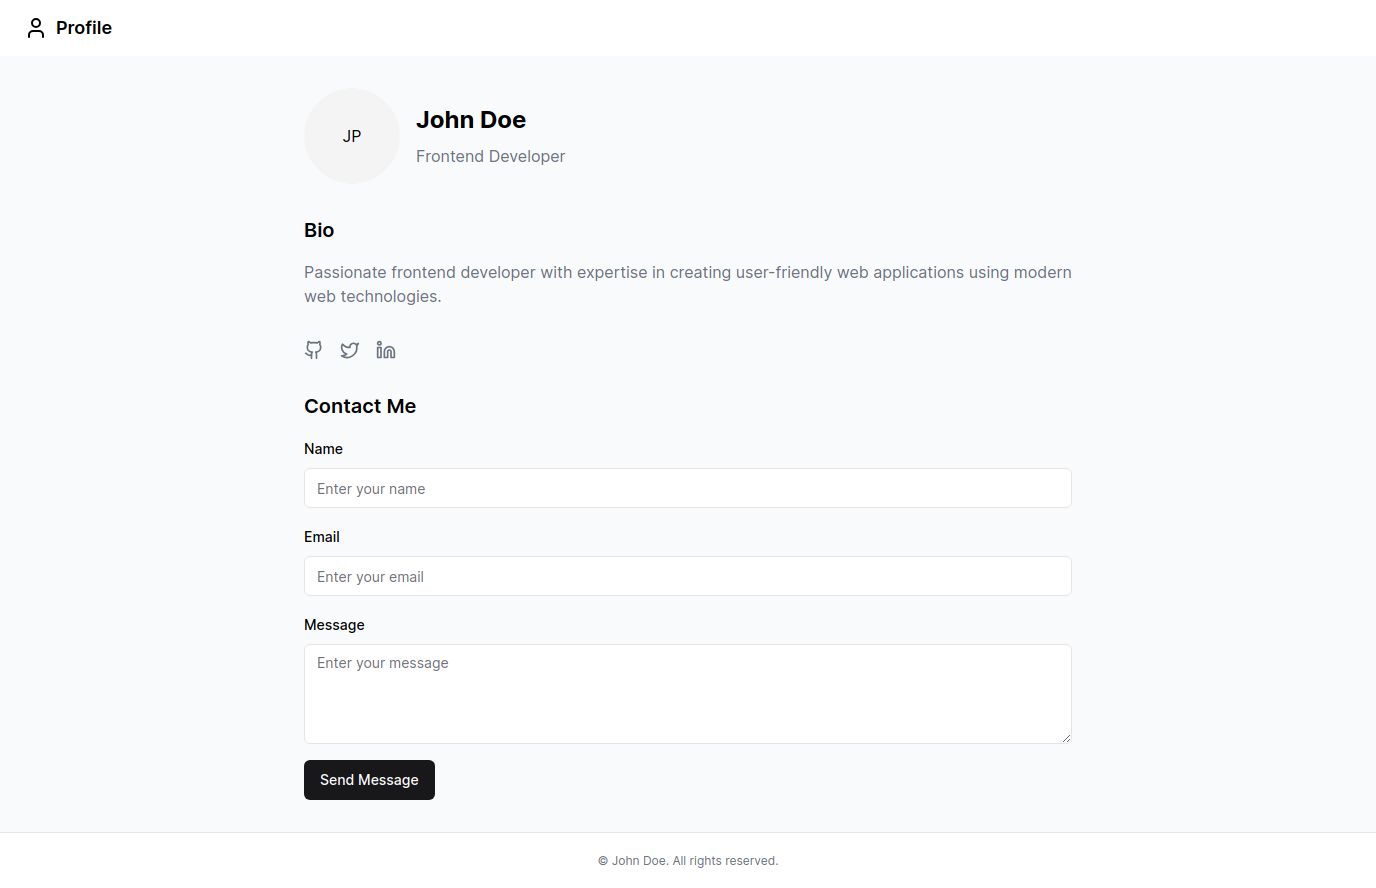 Profile
JP
John Doe
Frontend Developer
Bio
Passionate frontend developer with expertise in creating user-friendly web applications using modern
web technologies.
Contact Me
Name
Enter your name
Email
Enter your email
Message
Enter your message
Send Message
© John Doe. All rights reserved.